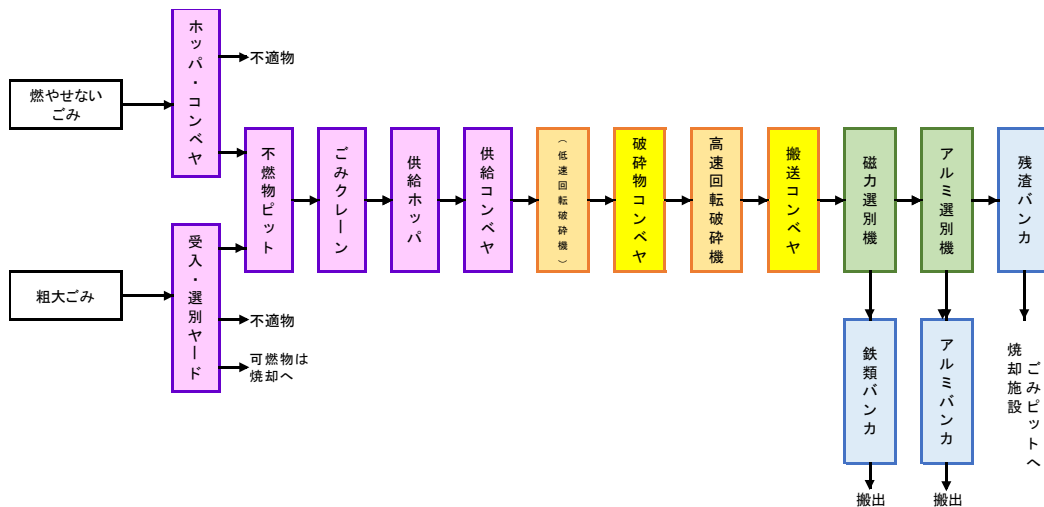 燃やせない
ごみ
ホッパ・コンベヤ
不適物
粗大ごみ
受入・選別ヤード
不適物
可燃物は
焼却へ
不燃物ピット
ごみクレーン
供給ホッパ
供給コンベヤ
（低速回転破砕機）
破砕物コンベヤ
高速回転破砕機
搬送コンベヤ
磁力選別機
アルミ選別機
残渣バンカ
鉄類バンカ
搬出
アルミバンカ
搬出
焼却施設
ごみピットへ